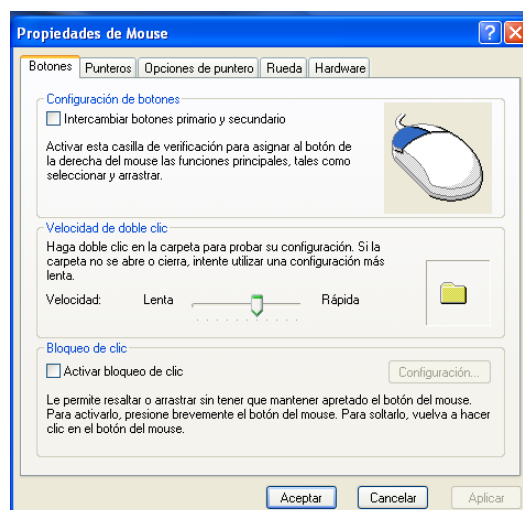 Propiedades de Mouse
Botones Punteros Opciones de puntero Rueda Hardware
Configuración de botones
Intercambiar botones primario y secundario
Activar esta casilla de verificación para asignar al botón de
la derecha del mouse las funciones principales, tales como
seleccionar y arrastrar.
Velocidad de doble clic
Haga doble clic en la carpeta para probar su configuración. Si la
carpeta no se abre o cierra, intente utilizar una configuración más
lenta.
Velocidad: Lenta Rápida
Bloqueo de clic
Activar bloqueo de clic
Configuración...
Le permite resaltar o arrastrar sin tener que mantener apretado el botón del mouse.
Para activarlo, presione brevemente el botón del mouse. Para soltarlo, vuelva a hacer
clic en el botón del mouse.
Aceptar Cancelar Aplicar